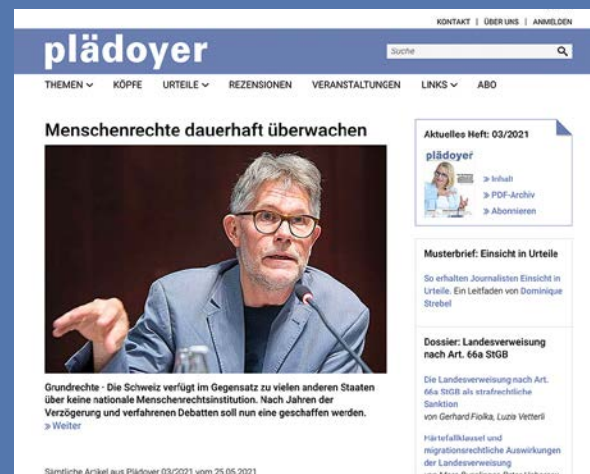 KONTAKT | ÜBER UNS | ANMELDEN
plädoyer
Suche
THEMEN KÖPFE URTEILE REZENSIONEN VERANSTALTUNGEN LINKS ABO
Menschenrechte dauerhaft überwachen
Grundrechte - Die Schweiz verfügt im Gegensatz zu vielen anderen Staaten
über keine nationale Menschenrechtsinstitution. Nach Jahren der
Verzögerung und verfahrenen Debatten soll nun eine geschaffen werden.
» Weiter
Sämtliche Artikel aus Plädoyer 03/2021 vom 25.05.2021
Aktuelles Heft: 03/2021
plädoyer
» Inhalt
» PDF-Archiv
» Abonnieren
Musterbrief: Einsicht in Urteile
So erhalten Journalisten Einsicht in
Urteile. Ein Leitfaden von Dominique
Strebel
Dossier: Landesverweisung
nach Art. 66a StGB
Die Landesverweisung nach Art.
66a StGB als strafrechtliche
Sanktion
von Gerhard Fiolka, Luzia Vetterli
Härtefallklausel und
migrationsrechtliche Auswirkungen
der Landesverweisung